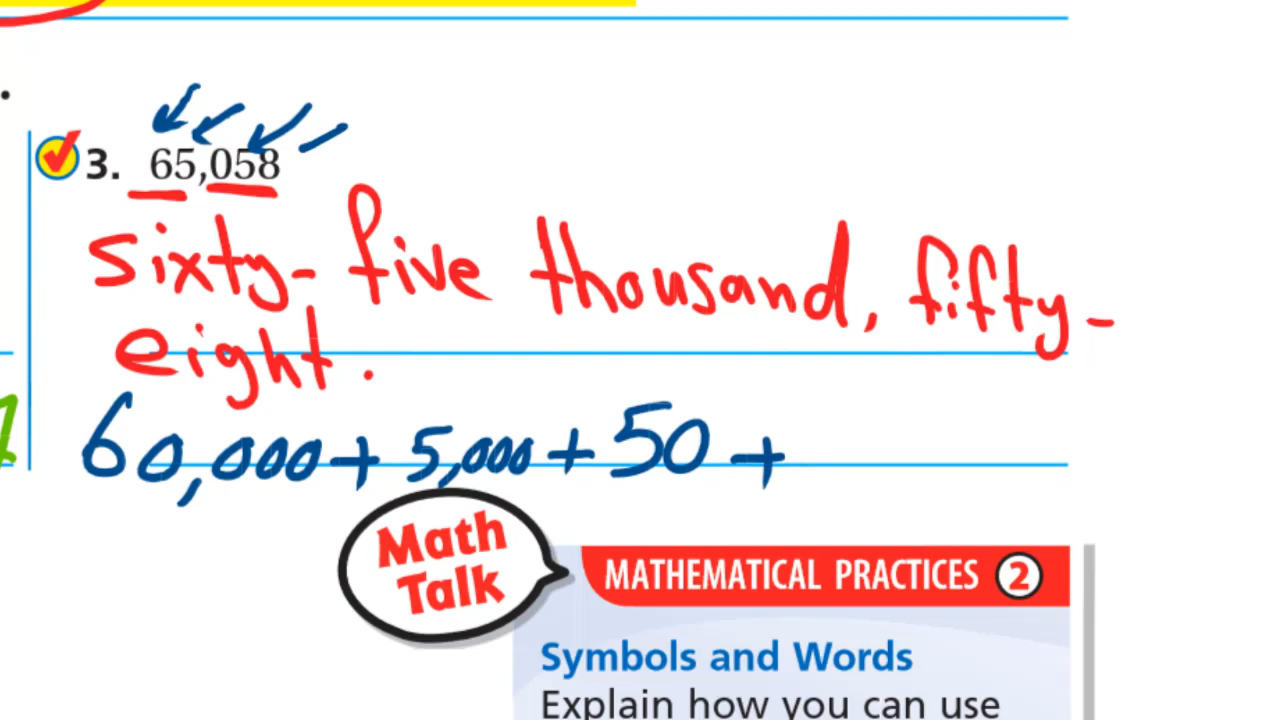 3. 65,058
sixty-five thousand, fifty-
eight.
60,000 + 5,000 + 50 +
Math
Talk
MATHEMATICAL PRACTICES 2
Symbols and Words
Explain how you can use